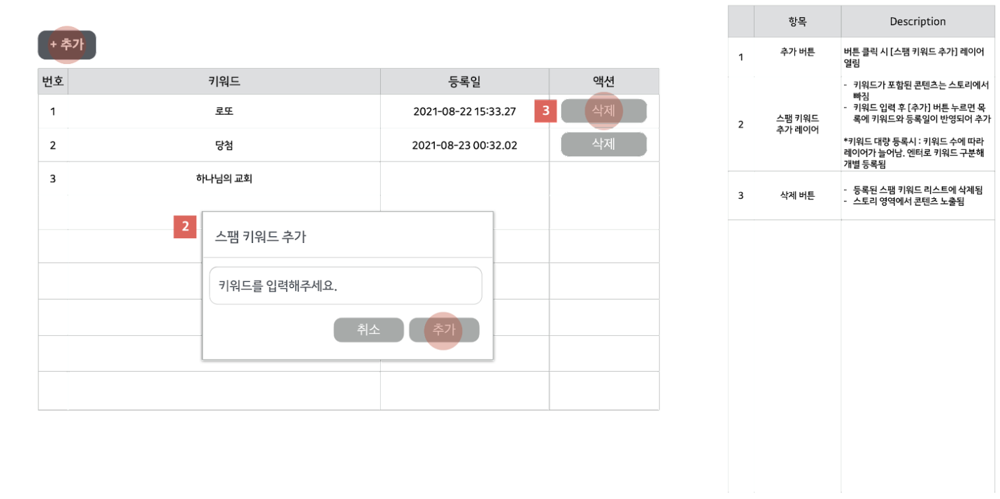 + 추가
번호 키워드 등록일 액션
1 로또 2021-08-22 15:33.27 3 삭제
2 당첨 2021-08-23 00:32.02 삭제
3 하나님의 교회
2
스팸 키워드 추가
키워드를 입력해주세요.
취소 추가
항목 Description
1 추가 버튼 버튼 클릭 시 [스팸 키워드 추가] 레이어
열림
2 스팸 키워드
추가 레이어
- 키워드가 포함된 콘텐츠는 스토리에서
빠짐
- 키워드 입력 후 [추가] 버튼 누르면 목
록에 키워드와 등록일이 반영되어 추가
*키워드 대량 등록시 : 키워드 수에 따라
레이어가 늘어남. 엔터로 키워드 구분해
개별 등록됨
3 삭제 버튼
- 등록된 스팸 키워드 리스트에 삭제됨
- 스토리 영역에서 콘텐츠 노출됨